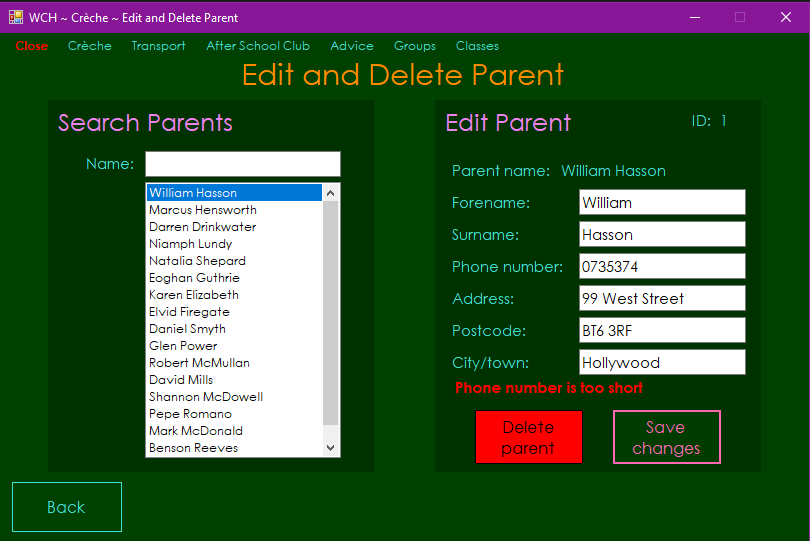 WCH ~ Crèche ~ Edit and Delete Parent
Close Crèche Transport After School Club Advice Groups Classes
Edit and Delete Parent
Search Parents
Name:
William Hasson
Marcus Hensworth
Darren Drinkwater
Niamph Lundy
Natalia Shepard
Eoghan Guthrie
Karen Elizabeth
Elvid Firegate
Daniel Smyth
Glen Power
Robert McMullan
David Mills
Shannon McDowell
Pepe Romano
Mark McDonald
Benson Reeves
Edit Parent
ID: 1
Parent name: William Hasson
Forename: William
Surname: Hasson
Phone number: 0735374
Address: 99 West Street
Postcode: BT6 3RF
City/town: Hollywood
Phone number is too short
Delete
parent
Save
changes
Back